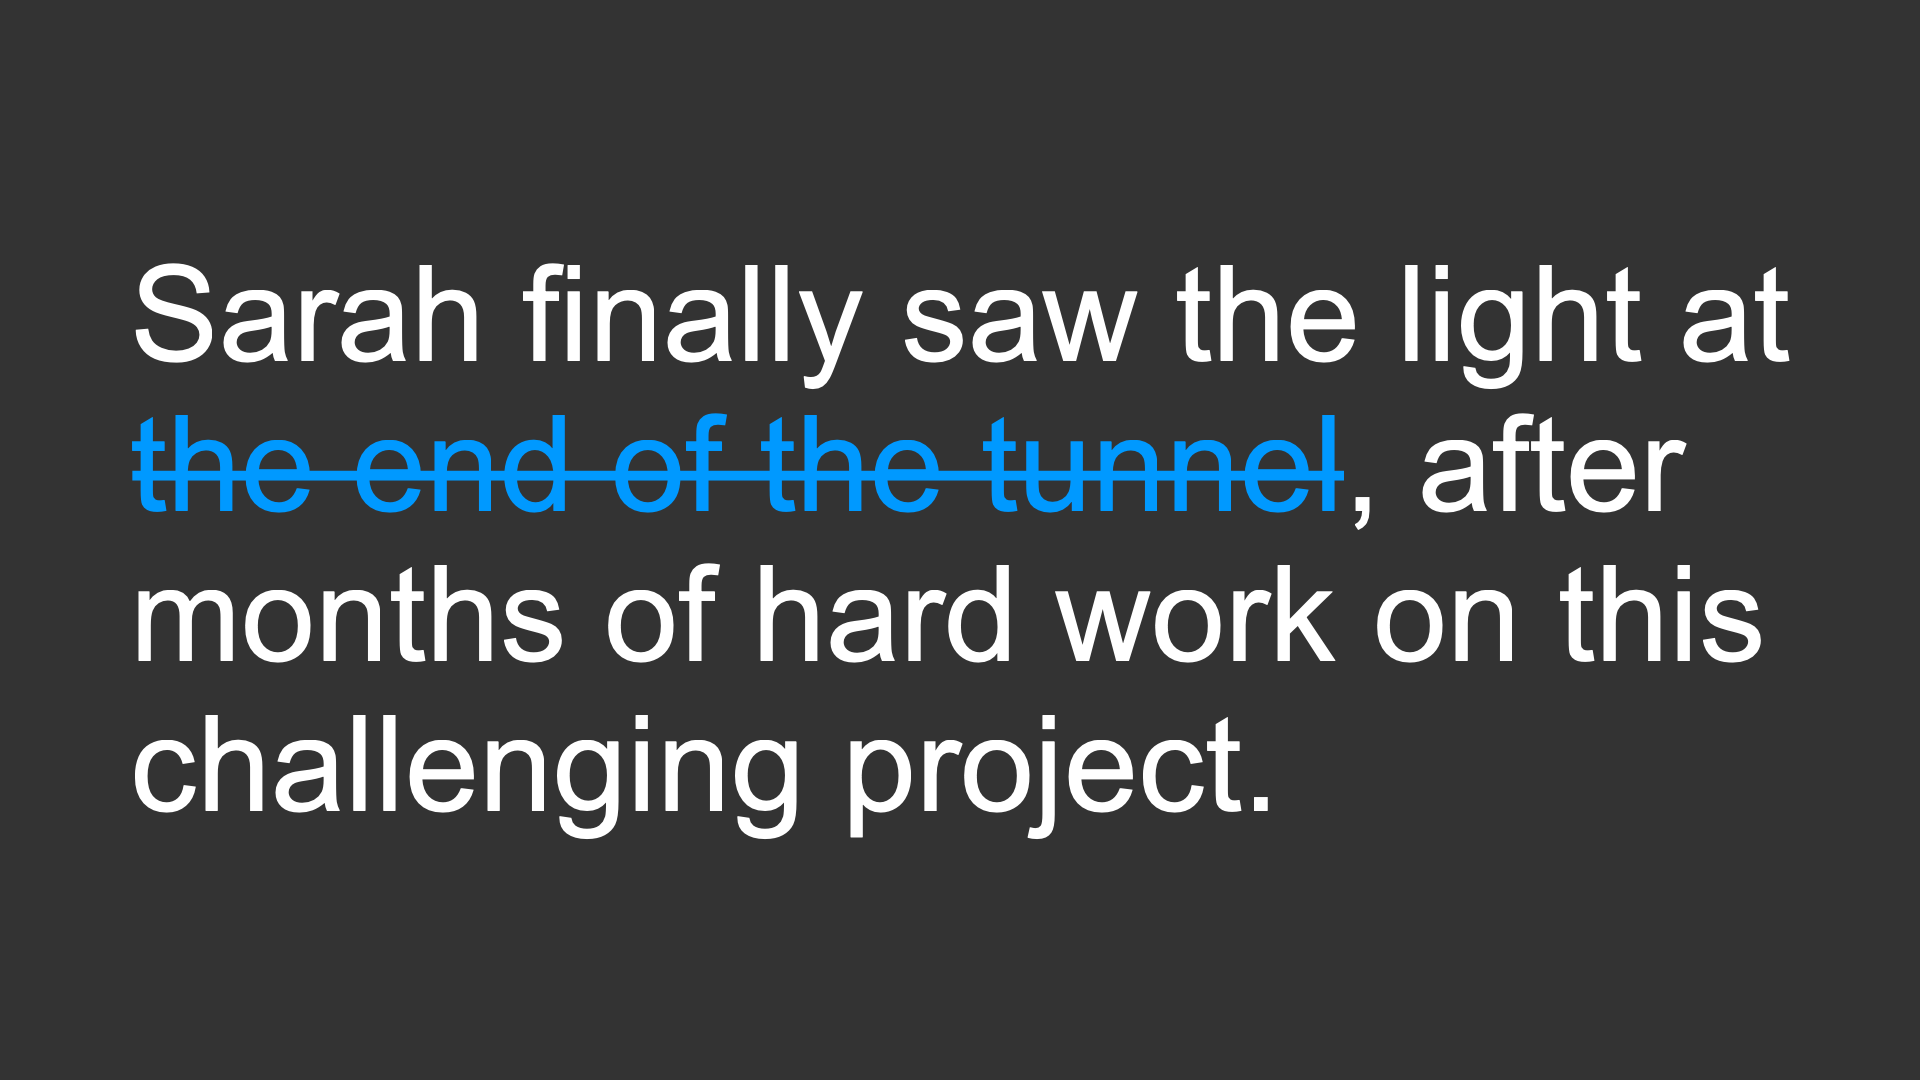 Sarah finally saw the light at
the end of the tunnel, after
months of hard work on this
challenging project.